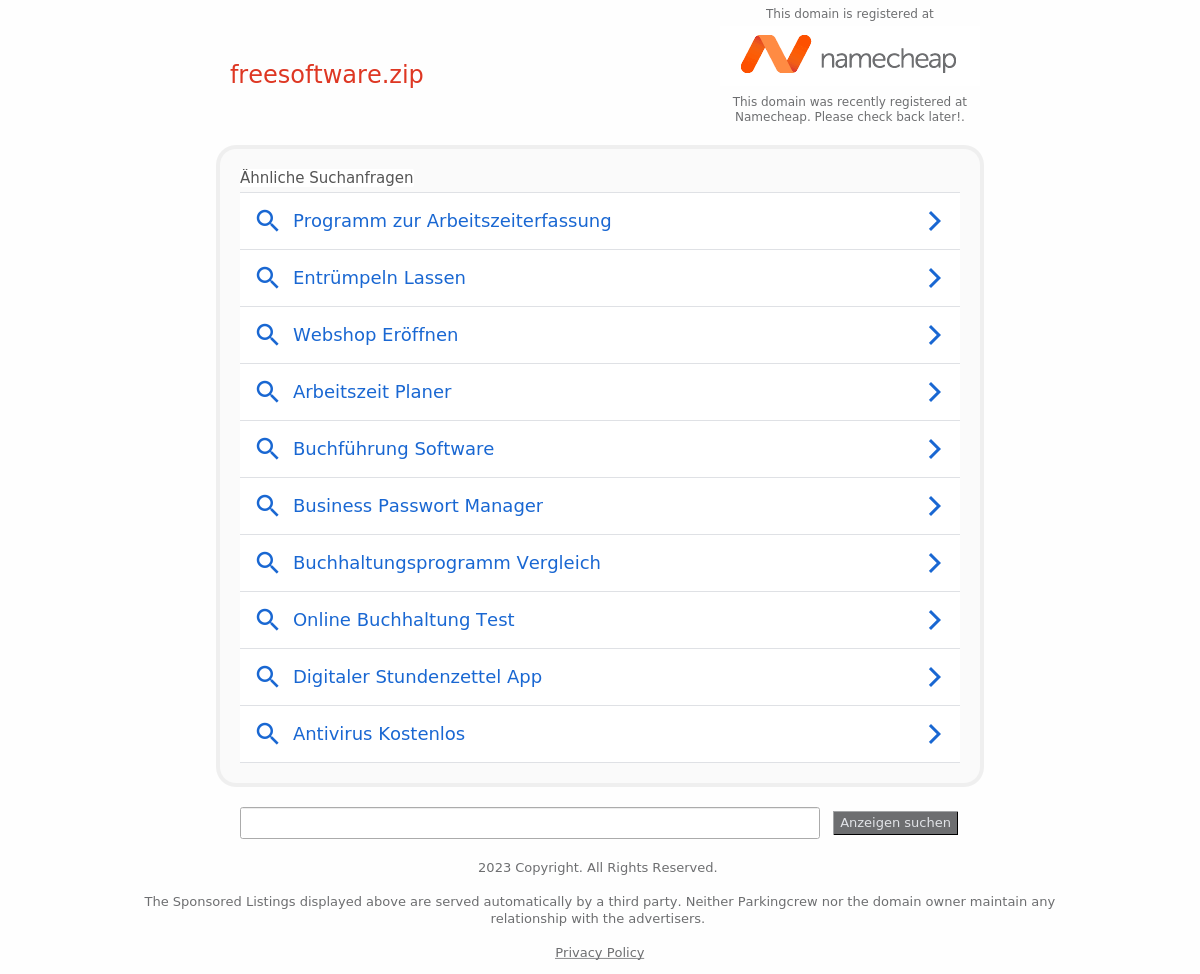 This domain is registered at
freesoftware.zip
namecheap
This domain was recently registered at
Namecheap. Please check back later!.
Ähnliche Suchanfragen
Programm zur Arbeitszeiterfassung
Entrümpeln Lassen
Webshop Eröffnen
Arbeitszeit Planer
Buchführung Software
Business Passwort Manager
Buchhaltungsprogramm Vergleich
Online Buchhaltung Test
Digitaler Stundenzettel App
Antivirus Kostenlos
Anzeigen suchen
2023 Copyright. All Rights Reserved.
The Sponsored Listings displayed above are served automatically by a third party. Neither Parkingcrew nor the domain owner maintain any
relationship with the advertisers.
Privacy Policy